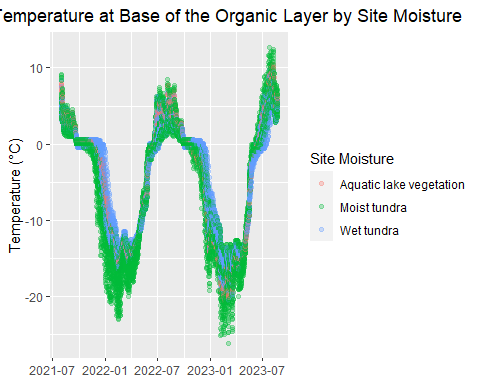 Temperature at Base of the Organic Layer by Site Moisture
10
0
-10
-20
Temperature (°C)
2021-07
2022-01
2022-07
2023-01
2023-07
Site Moisture
Aquatic lake vegetation
Moist tundra
Wet tundra